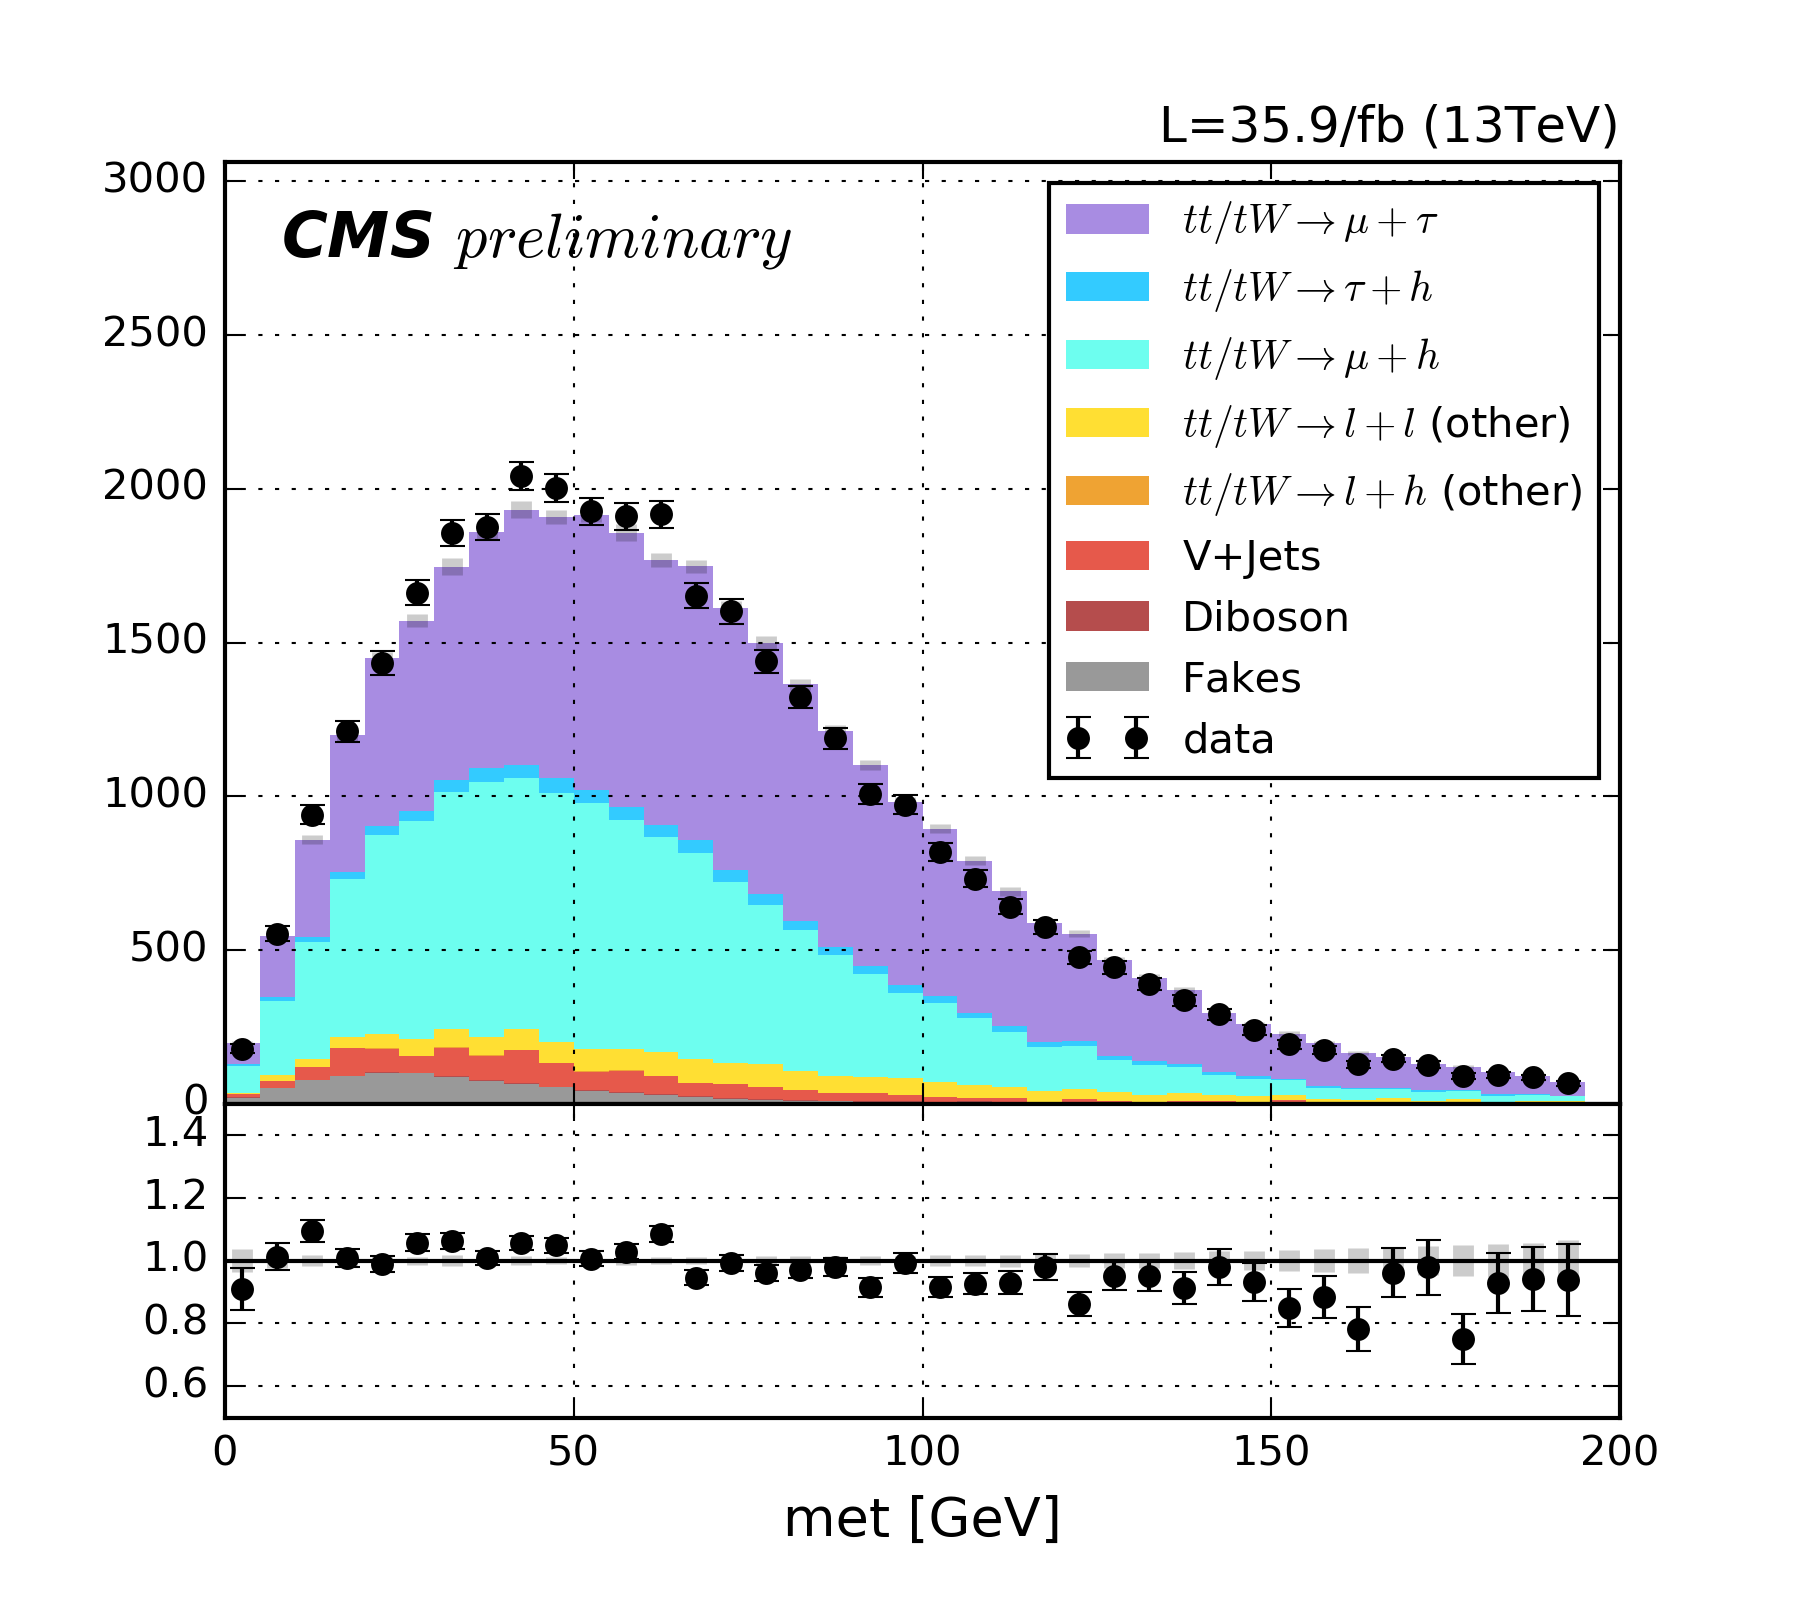 L=35.9/fb (13TeV)
CMS preliminary
3000
2500
2000
1500
1000
500
0
tt/tW → μ + τ
tt/tW → τ + h
tt/tW → μ + h
tt/tW → l + l (other)
tt/tW → l + h (other)
V+Jets
Diboson
Fakes
data
1.4
1.2
1.0
0.8
0.6
0 50 100 150 200
met [GeV]